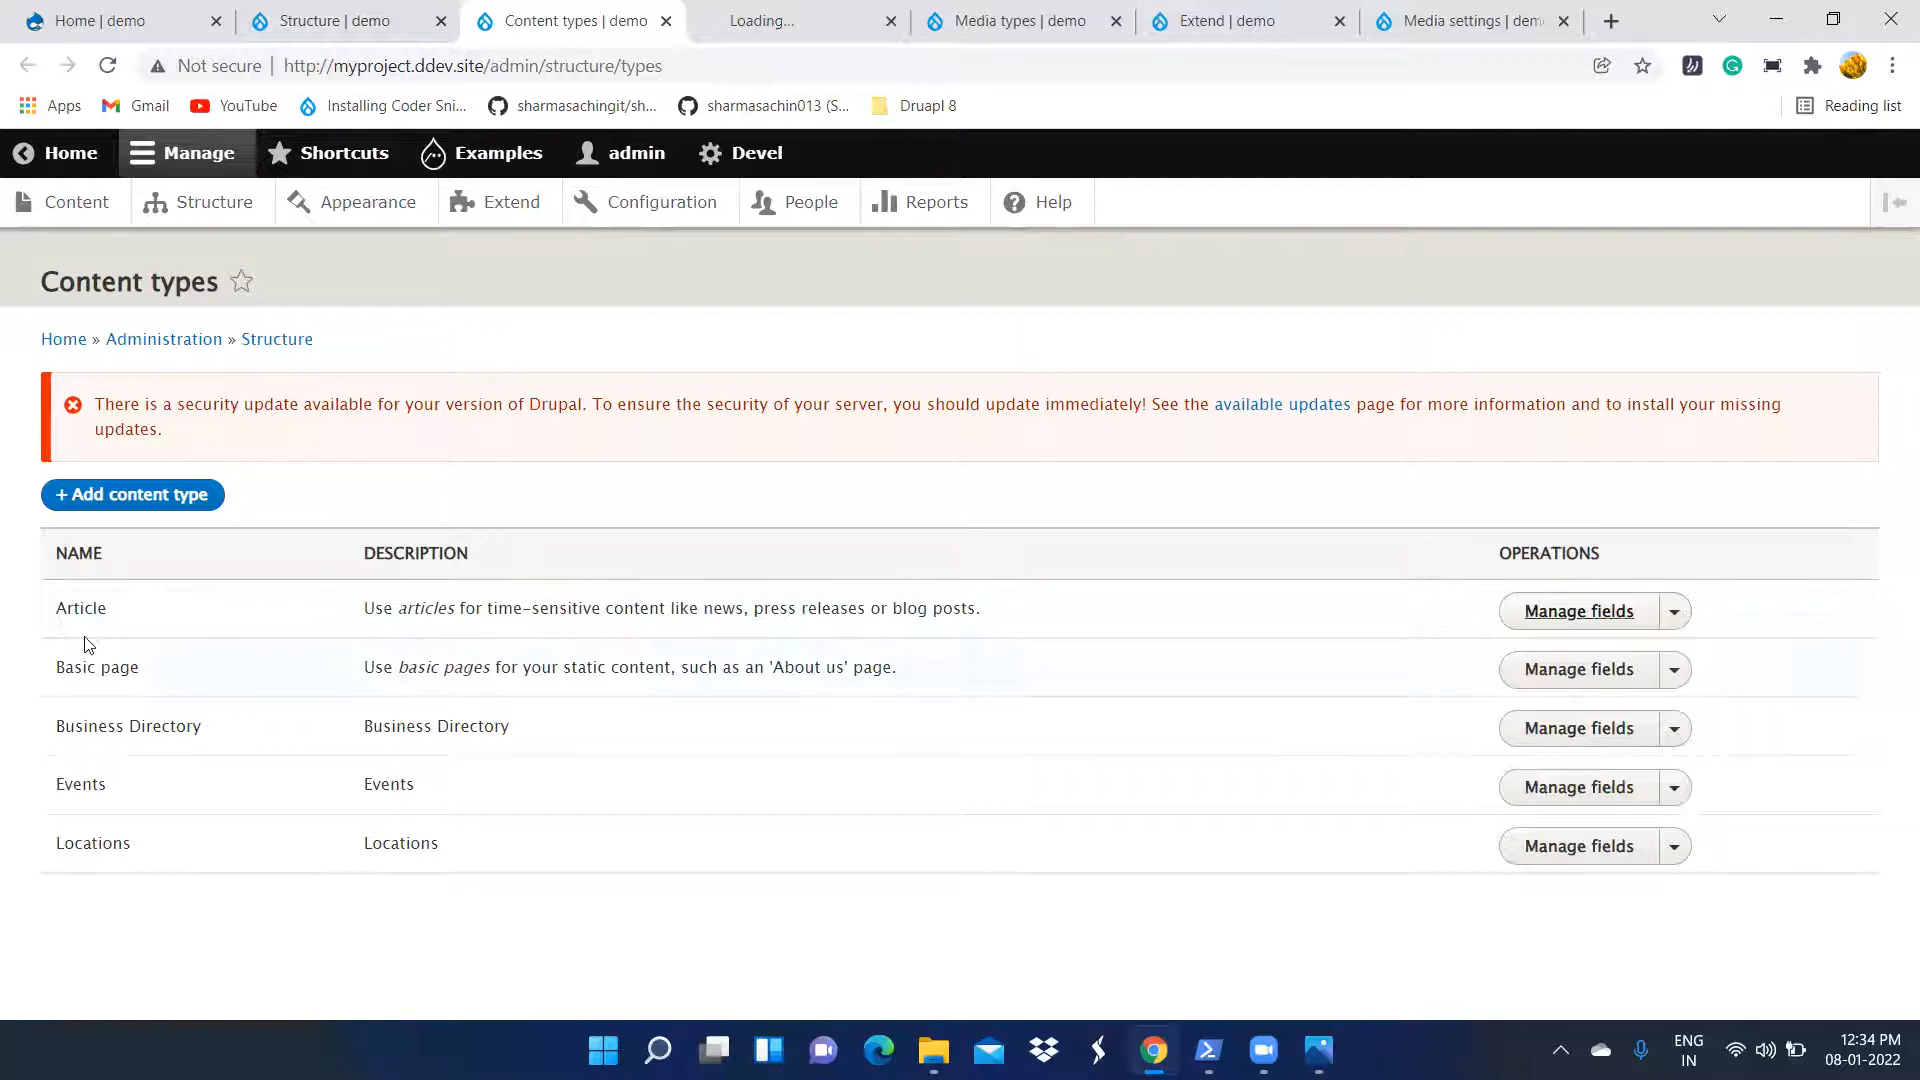 Home | demo
Structure | demo
Content types | demo
Loading...
Media types | demo
Extend | demo
Media settings | dem
Not secure | http://myproject.ddev.site/admin/structure/types
Apps
Gmail
YouTube
Installing Coder Sni...
sharmasachingit/sh...
sharmasachin013 (S...
Druapl 8
Reading list
Home
Manage
Shortcuts
Examples
admin
Devel
Content
Structure
Appearance
Extend
Configuration
People
Reports
Help
Content types
Home » Administration » Structure
There is a security update available for your version of Drupal. To ensure the security of your server, you should update immediately! See the available updates page for more information and to install your missing
updates.
+ Add content type
NAME DESCRIPTION OPERATIONS
Article Use articles for time-sensitive content like news, press releases or blog posts. Manage fields
Basic page Use basic pages for your static content, such as an 'About us' page. Manage fields
Business Directory Business Directory Manage fields
Events Events Manage fields
Locations Locations Manage fields
ENG
IN
12:34 PM
08-01-2022